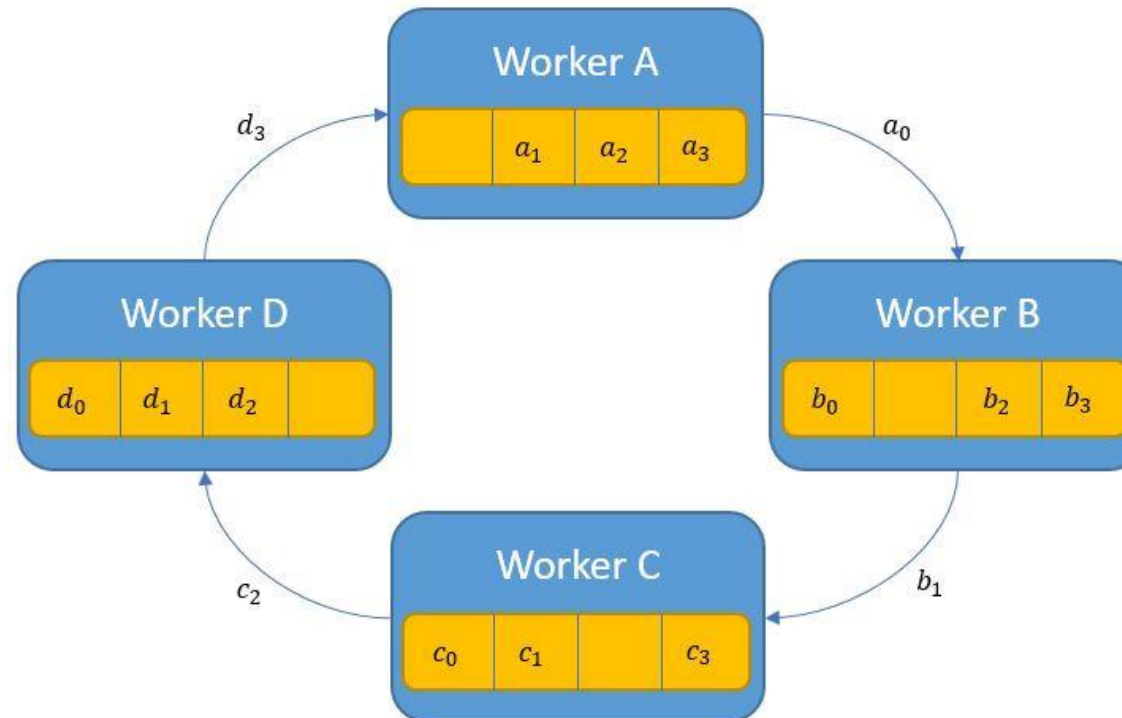 Worker A
a₁ a₂ a₃
d₃
a₀
Worker D
d₀ d₁ d₂
Worker B
b₀ b₂ b₃
Worker C
c₀ c₁ c₃
c₂
b₁